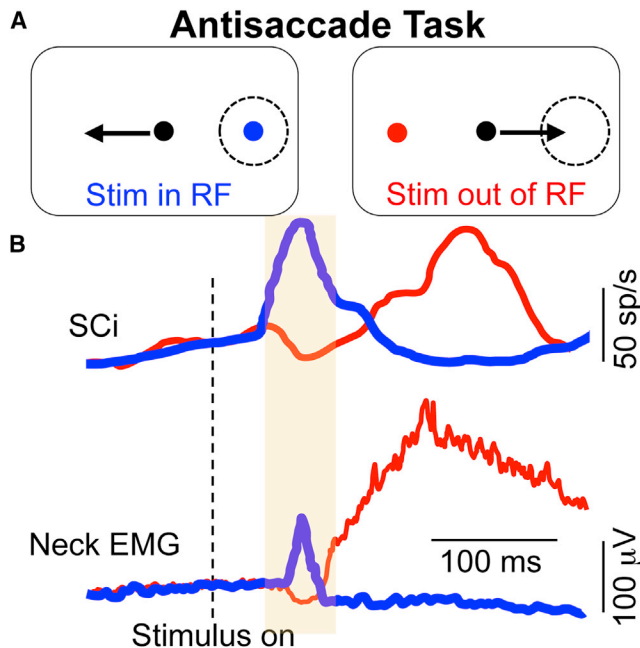 A
Antisaccade Task
Stim in RF
Stim out of RF
B
SCi
50 sp/s
Neck EMG
100 ms
100 μV
Stimulus on